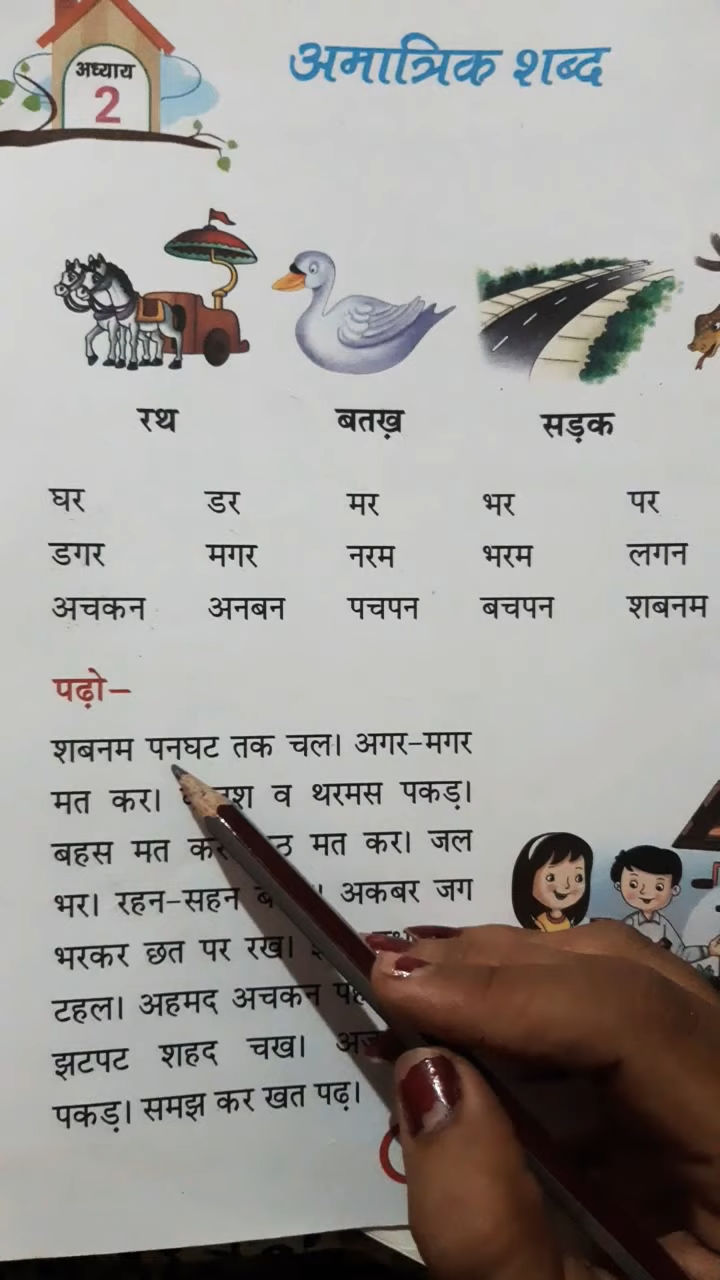 अध्याय
2
अमात्रिक शब्द
रथ बतख़ सड़क
घर डर मर भर पर
डगर मगर नरम भरम लगन
अचकन अनबन पचपन बचपन शबनम
पढ़ो–
शबनम पनघट तक चल। अगर-मगर
मत कर। व थरमस पकड़।
बहस मत कर मत कर। जल
भर। रहन-सहन अकबर जग
भरकर छत पर रख।
टहल। अहमद अचकन
झटपट शहद चख।
पकड़। समझ कर खत पढ़।